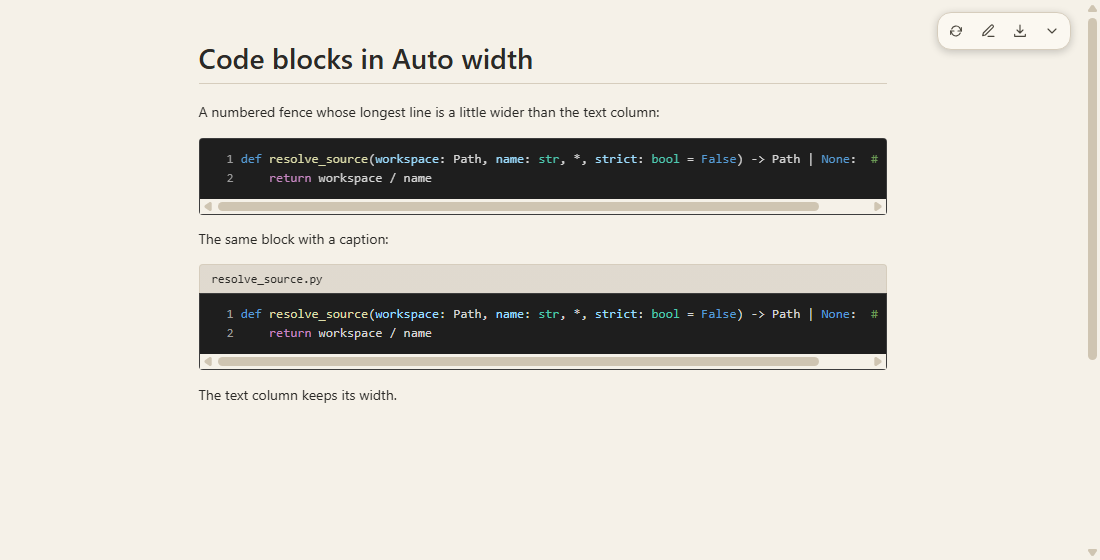 Code blocks in Auto width
A numbered fence whose longest line is a little wider than the text column:
1 def resolve_source(workspace: Path, name: str, *, strict: bool = False) -> Path | None:  #
2     return workspace / name
The same block with a caption:
resolve_source.py
1 def resolve_source(workspace: Path, name: str, *, strict: bool = False) -> Path | None:  #
2     return workspace / name
The text column keeps its width.